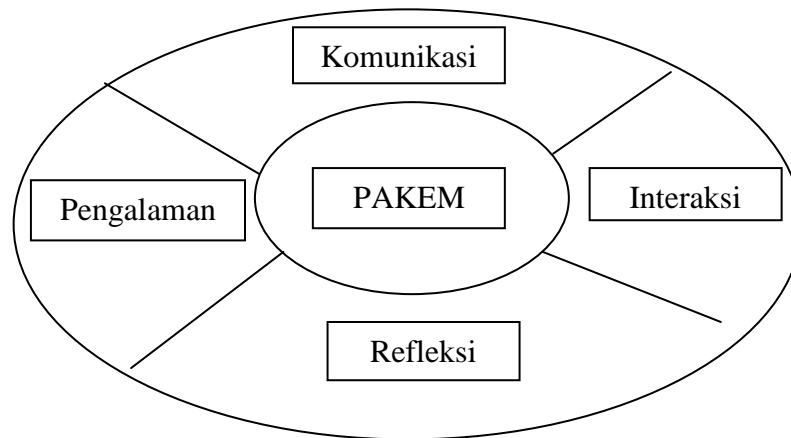 Komunikasi
Pengalaman
PAKEM
Interaksi
Refleksi